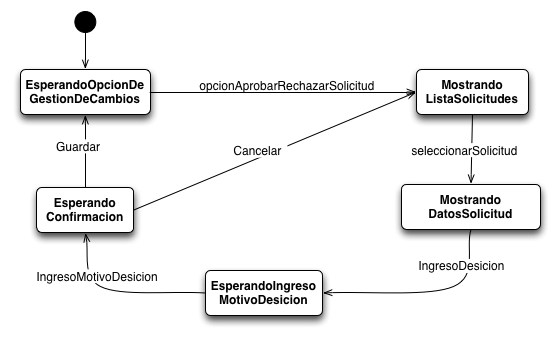 EsperandoOpcionDe
GestionDeCambios
opcionAprobarRechazarSolicitud
Mostrando
ListaSolicitudes
Guardar
Cancelar
seleccionarSolicitud
Esperando
Confirmacion
Mostrando
DatosSolicitud
IngresoMotivoDesicion
IngresoDesicion
EsperandoIngreso
MotivoDesicion